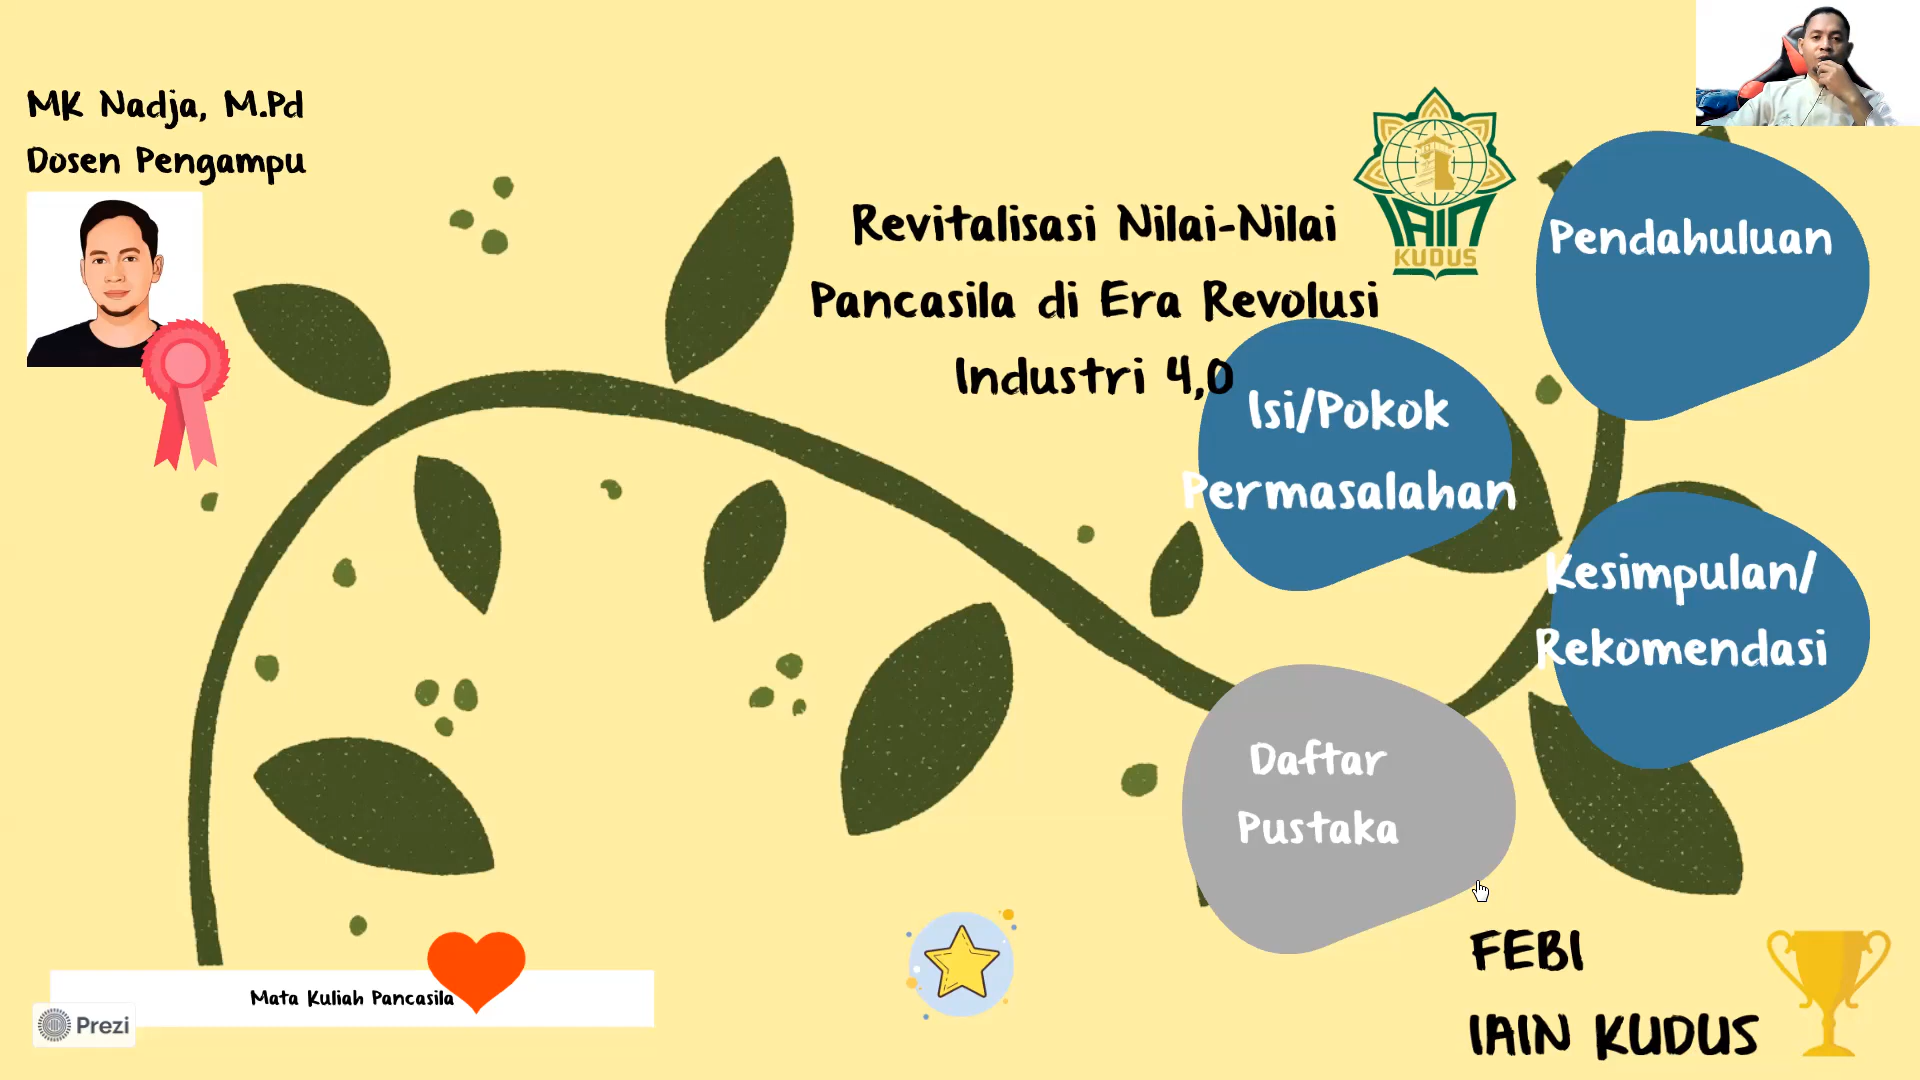 MK Nadja, M.Pd
Dosen Pengampu
Revitalisasi Nilai-Nilai
Pancasila di Era Revolusi
Industri 4,0
IAIN
KUDUS
Pendahuluan
Isi/Pokok
Permasalahan
Kesimpulan/
Rekomendasi
Daftar
Pustaka
Mata Kuliah Pancasila
Prezi
FEBI
IAIN KUDUS